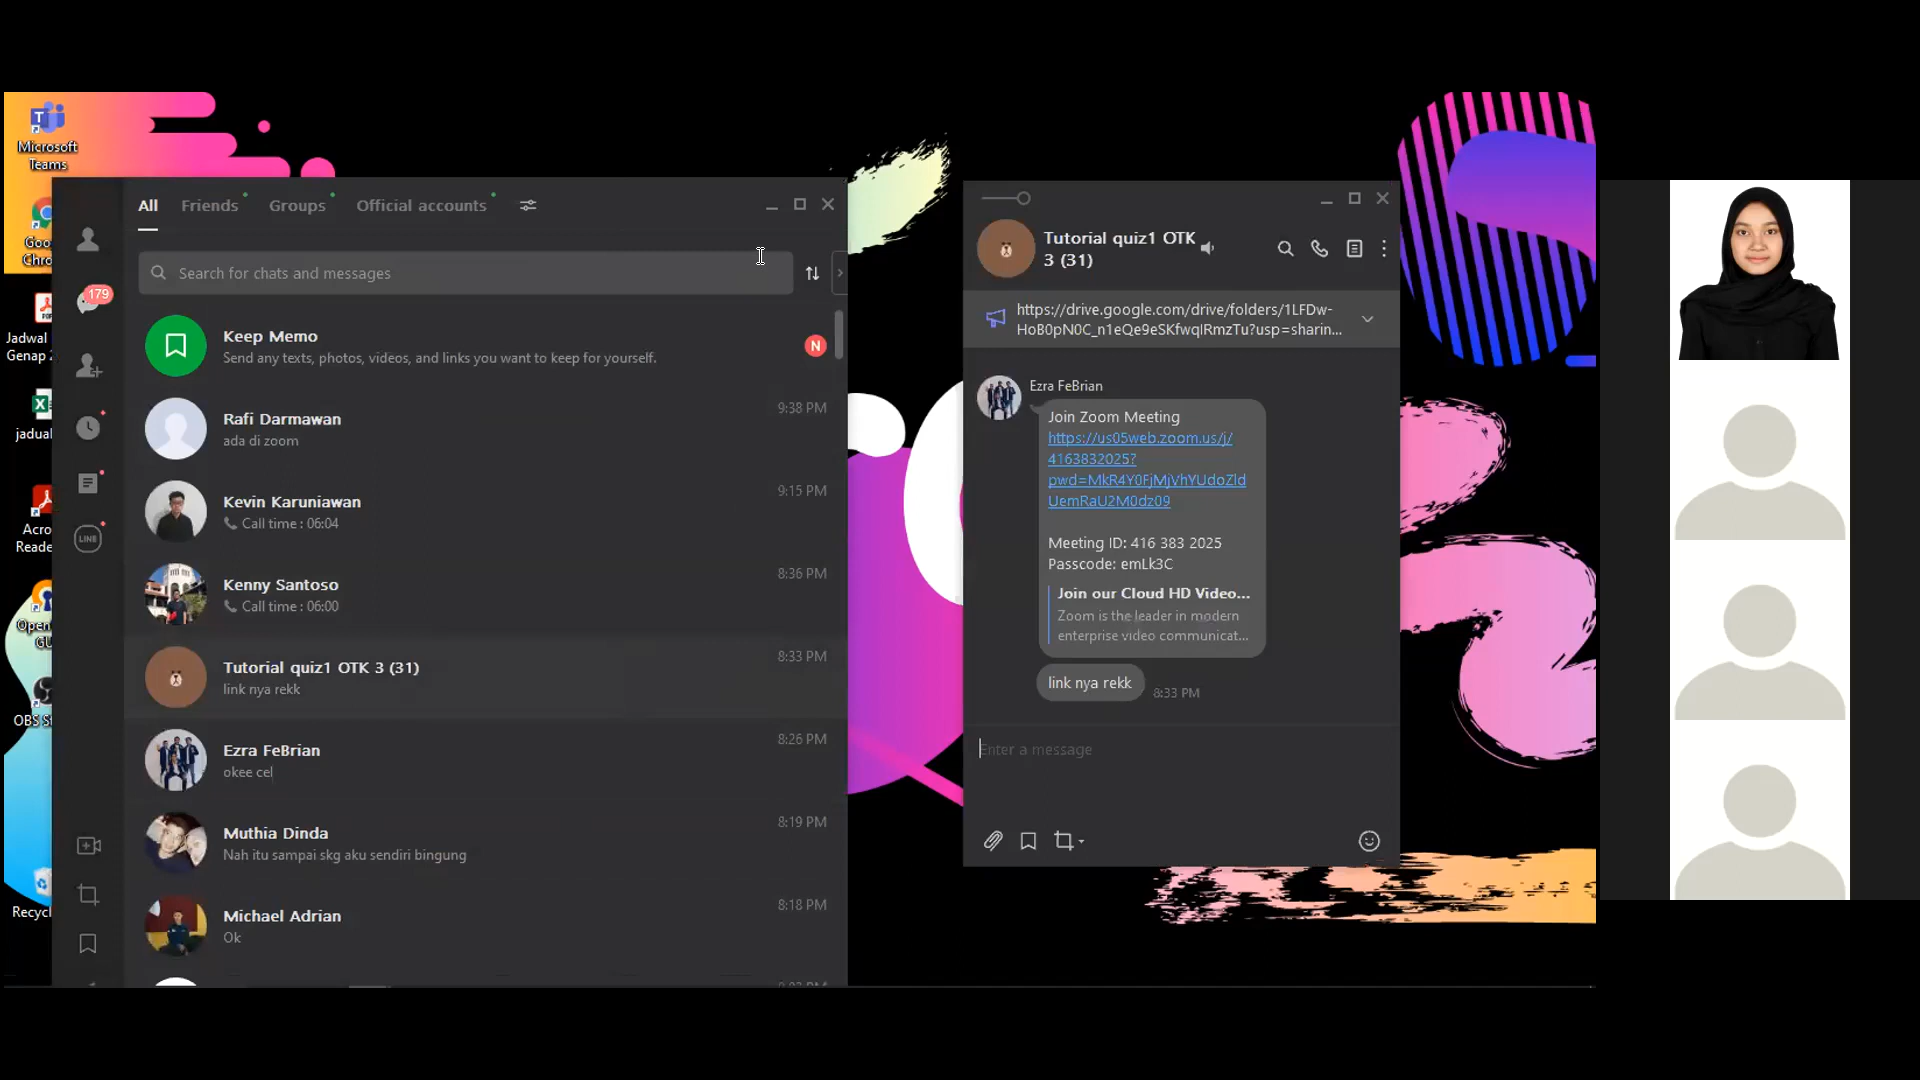 Microsoft
Teams
Jadwal
Genap 2
jadual
Acro
Reade
Open
GU
OBS St
Recycl
All
Friends
Groups
Official accounts
Search for chats and messages
179
LINE
Keep Memo
Send any texts, photos, videos, and links you want to keep for yourself.
N
Rafi Darmawan
9:38 PM
ada di zoom
Kevin Karuniawan
9:15 PM
Call time : 06:04
Kenny Santoso
8:36 PM
Call time : 06:00
Tutorial quiz1 OTK 3 (31)
8:33 PM
link nya rekk
Ezra FeBrian
8:26 PM
okee cel
Muthia Dinda
8:19 PM
Nah itu sampai skg aku sendiri bingung
Michael Adrian
8:18 PM
Ok
Tutorial quiz1 OTK
3 (31)
https://drive.google.com/drive/folders/1LFDw-
HoB0pN0C_n1eQe9eSKfwqIRmzTu?usp=sharin...
Ezra FeBrian
Join Zoom Meeting
https://us05web.zoom.us/j/
4163832025?
pwd=MkR4Y0FjMjVhYUdoZld
UemRaU2M0dz09
Meeting ID: 416 383 2025
Passcode: emLk3C
Join our Cloud HD Video...
Zoom is the leader in modern
enterprise video communicat...
link nya rekk
8:33 PM
Enter a message